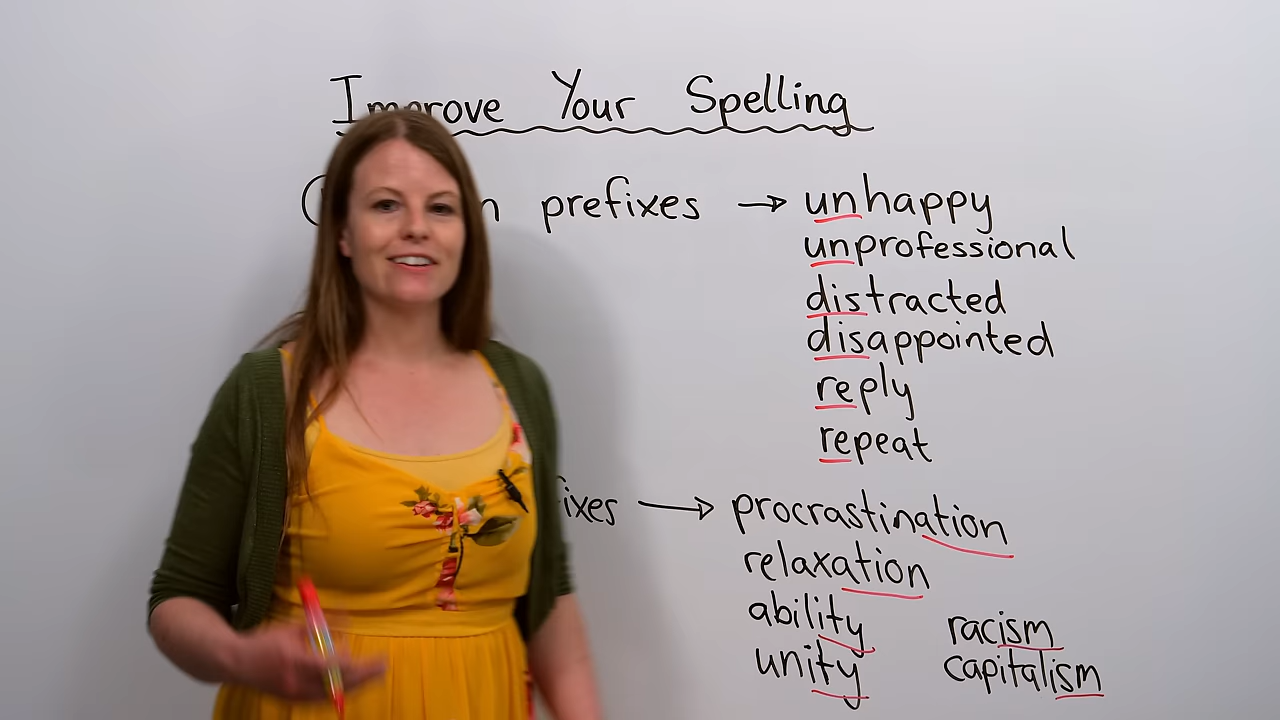 Improve Your Spelling
prefixes → unhappy
unprofessional
distracted
disappointed
reply
repeat
fixes → procrastination
relaxation
ability racism
unity capitalism